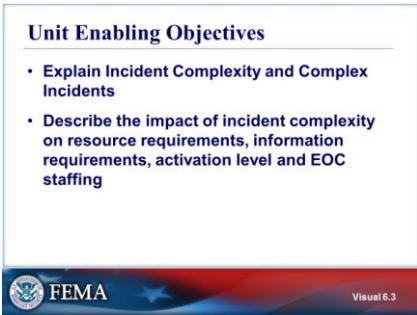 Unit Enabling Objectives
• Explain Incident Complexity and Complex
Incidents
• Describe the impact of incident complexity
on resource requirements, information
requirements, activation level and EOC
staffing
FEMA
Visual 6.3